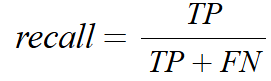 recall = TP / TP + FN